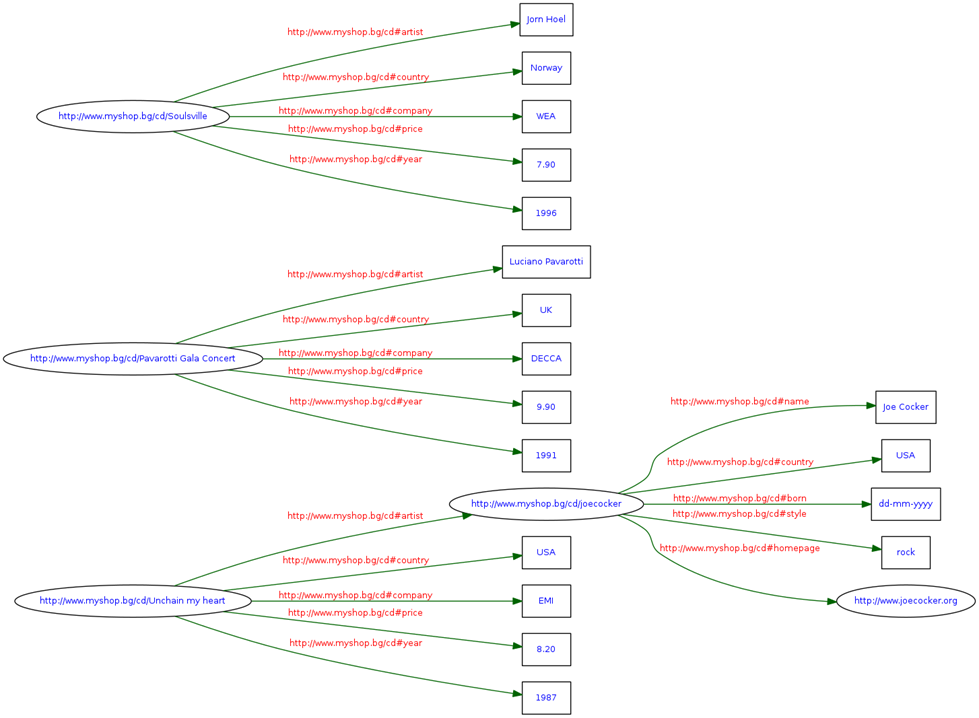 Jorn Hoel
http://www.myshop.bg/cd#artist
Norway
http://www.myshop.bg/cd#country
http://www.myshop.bg/cd#company
http://www.myshop.bg/cd/Soulsville
WEA
http://www.myshop.bg/cd#price
http://www.myshop.bg/cd#year
7.90
1996
Luciano Pavarotti
http://www.myshop.bg/cd#artist
UK
http://www.myshop.bg/cd#country
http://www.myshop.bg/cd#company
http://www.myshop.bg/cd/Pavarotti Gala Concert
DECCA
http://www.myshop.bg/cd#price
http://www.myshop.bg/cd#year
9.90
1991
http://www.myshop.bg/cd#name
Joe Cocker
http://www.myshop.bg/cd#country
USA
http://www.myshop.bg/cd#born
http://www.myshop.bg/cd/joecocker
dd-mm-yyyy
http://www.myshop.bg/cd#style
http://www.myshop.bg/cd#homepage
rock
http://www.joecocker.org
http://www.myshop.bg/cd#artist
USA
http://www.myshop.bg/cd#country
http://www.myshop.bg/cd#company
http://www.myshop.bg/cd/Unchain my heart
EMI
http://www.myshop.bg/cd#price
http://www.myshop.bg/cd#year
8.20
1987